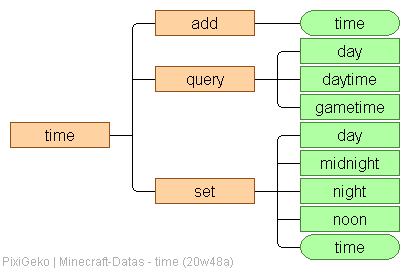 time
add
time
query
day
daytime
gametime
set
day
midnight
night
noon
time
PixiGeko | Minecraft-Datas - time (20w48a)